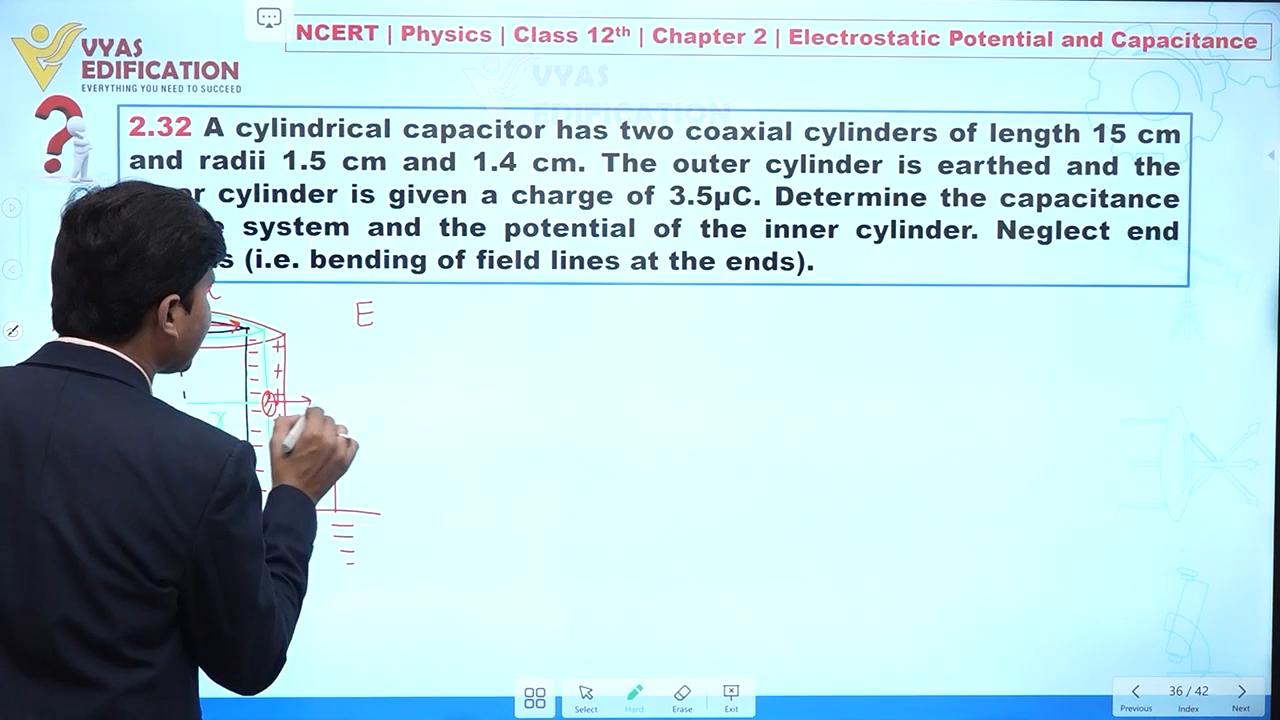 NCERT | Physics | Class 12th | Chapter 2 | Electrostatic Potential and Capacitance
VYAS
EDIFICATION
EVERYTHING YOU NEED TO SUCCEED
VYAS
EDIFICATION
2.32 A cylindrical capacitor has two coaxial cylinders of length 15 cm
and radii 1.5 cm and 1.4 cm. The outer cylinder is earthed and the
cylinder is given a charge of 3.5µC. Determine the capacitance
system and the potential of the inner cylinder. Neglect end
(i.e. bending of field lines at the ends).
E
Select
Hard
Erase
Exit
36 / 42
Previous
Index
Next